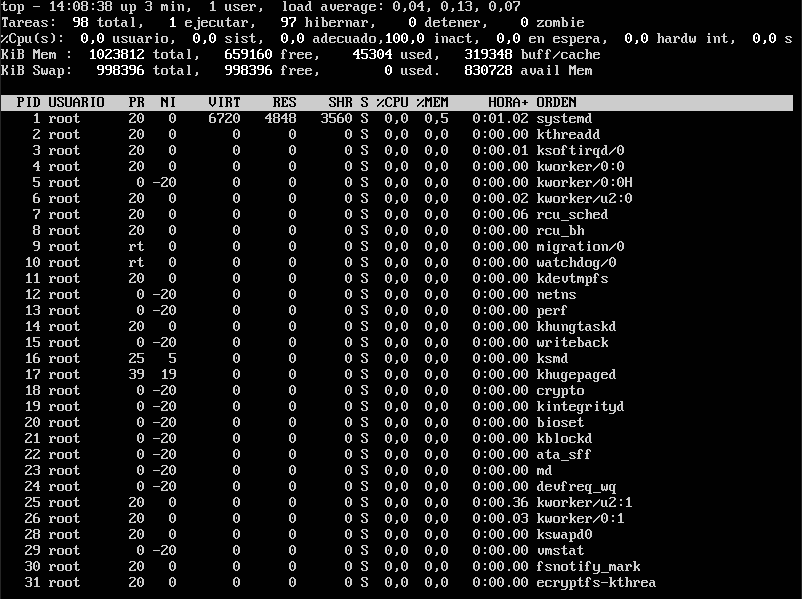 top - 14:08:38 up 3 min,  1 user,  load average: 0,04, 0,13, 0,07
Tareas:  98 total,   1 ejecutar,   97 hibernar,    0 detener,    0 zombie
%Cpu(s):  0,0 usuario,  0,0 sist,  0,0 adecuado,100,0 inact,  0,0 en espera,  0,0 hardw int,  0,0 s
KiB Mem :  1023812 total,   659160 free,    45304 used,   319348 buff/cache
KiB Swap:   998396 total,   998396 free,        0 used.   830728 avail Mem
PID USUARIO   PR  NI    VIRT    RES    SHR S %CPU %MEM     HORA+ ORDEN
1 root      20   0    6720   4848   3560 S  0,0  0,5   0:01.02 systemd
2 root      20   0       0      0      0 S  0,0  0,0   0:00.00 kthreadd
3 root      20   0       0      0      0 S  0,0  0,0   0:00.01 ksoftirqd/0
4 root      20   0       0      0      0 S  0,0  0,0   0:00.00 kworker/0:0
5 root       0 -20       0      0      0 S  0,0  0,0   0:00.00 kworker/0:0H
6 root      20   0       0      0      0 S  0,0  0,0   0:00.02 kworker/u2:0
7 root      20   0       0      0      0 S  0,0  0,0   0:00.06 rcu_sched
8 root      20   0       0      0      0 S  0,0  0,0   0:00.00 rcu_bh
9 root      rt   0       0      0      0 S  0,0  0,0   0:00.00 migration/0
10 root      rt   0       0      0      0 S  0,0  0,0   0:00.00 watchdog/0
11 root      20   0       0      0      0 S  0,0  0,0   0:00.00 kdevtmpfs
12 root       0 -20       0      0      0 S  0,0  0,0   0:00.00 netns
13 root       0 -20       0      0      0 S  0,0  0,0   0:00.00 perf
14 root      20   0       0      0      0 S  0,0  0,0   0:00.00 khungtaskd
15 root       0 -20       0      0      0 S  0,0  0,0   0:00.00 writeback
16 root      25   5       0      0      0 S  0,0  0,0   0:00.00 ksmd
17 root      39  19       0      0      0 S  0,0  0,0   0:00.00 khugepaged
18 root       0 -20       0      0      0 S  0,0  0,0   0:00.00 crypto
19 root       0 -20       0      0      0 S  0,0  0,0   0:00.00 kintegrityd
20 root       0 -20       0      0      0 S  0,0  0,0   0:00.00 bioset
21 root       0 -20       0      0      0 S  0,0  0,0   0:00.00 kblockd
22 root       0 -20       0      0      0 S  0,0  0,0   0:00.00 ata_sff
23 root       0 -20       0      0      0 S  0,0  0,0   0:00.00 md
24 root       0 -20       0      0      0 S  0,0  0,0   0:00.00 devfreq_wq
25 root      20   0       0      0      0 S  0,0  0,0   0:00.36 kworker/u2:1
26 root      20   0       0      0      0 S  0,0  0,0   0:00.03 kworker/0:1
28 root      20   0       0      0      0 S  0,0  0,0   0:00.00 kswapd0
29 root       0 -20       0      0      0 S  0,0  0,0   0:00.00 vmstat
30 root      20   0       0      0      0 S  0,0  0,0   0:00.00 fsnotify_mark
31 root      20   0       0      0      0 S  0,0  0,0   0:00.00 ecryptfs-kthrea